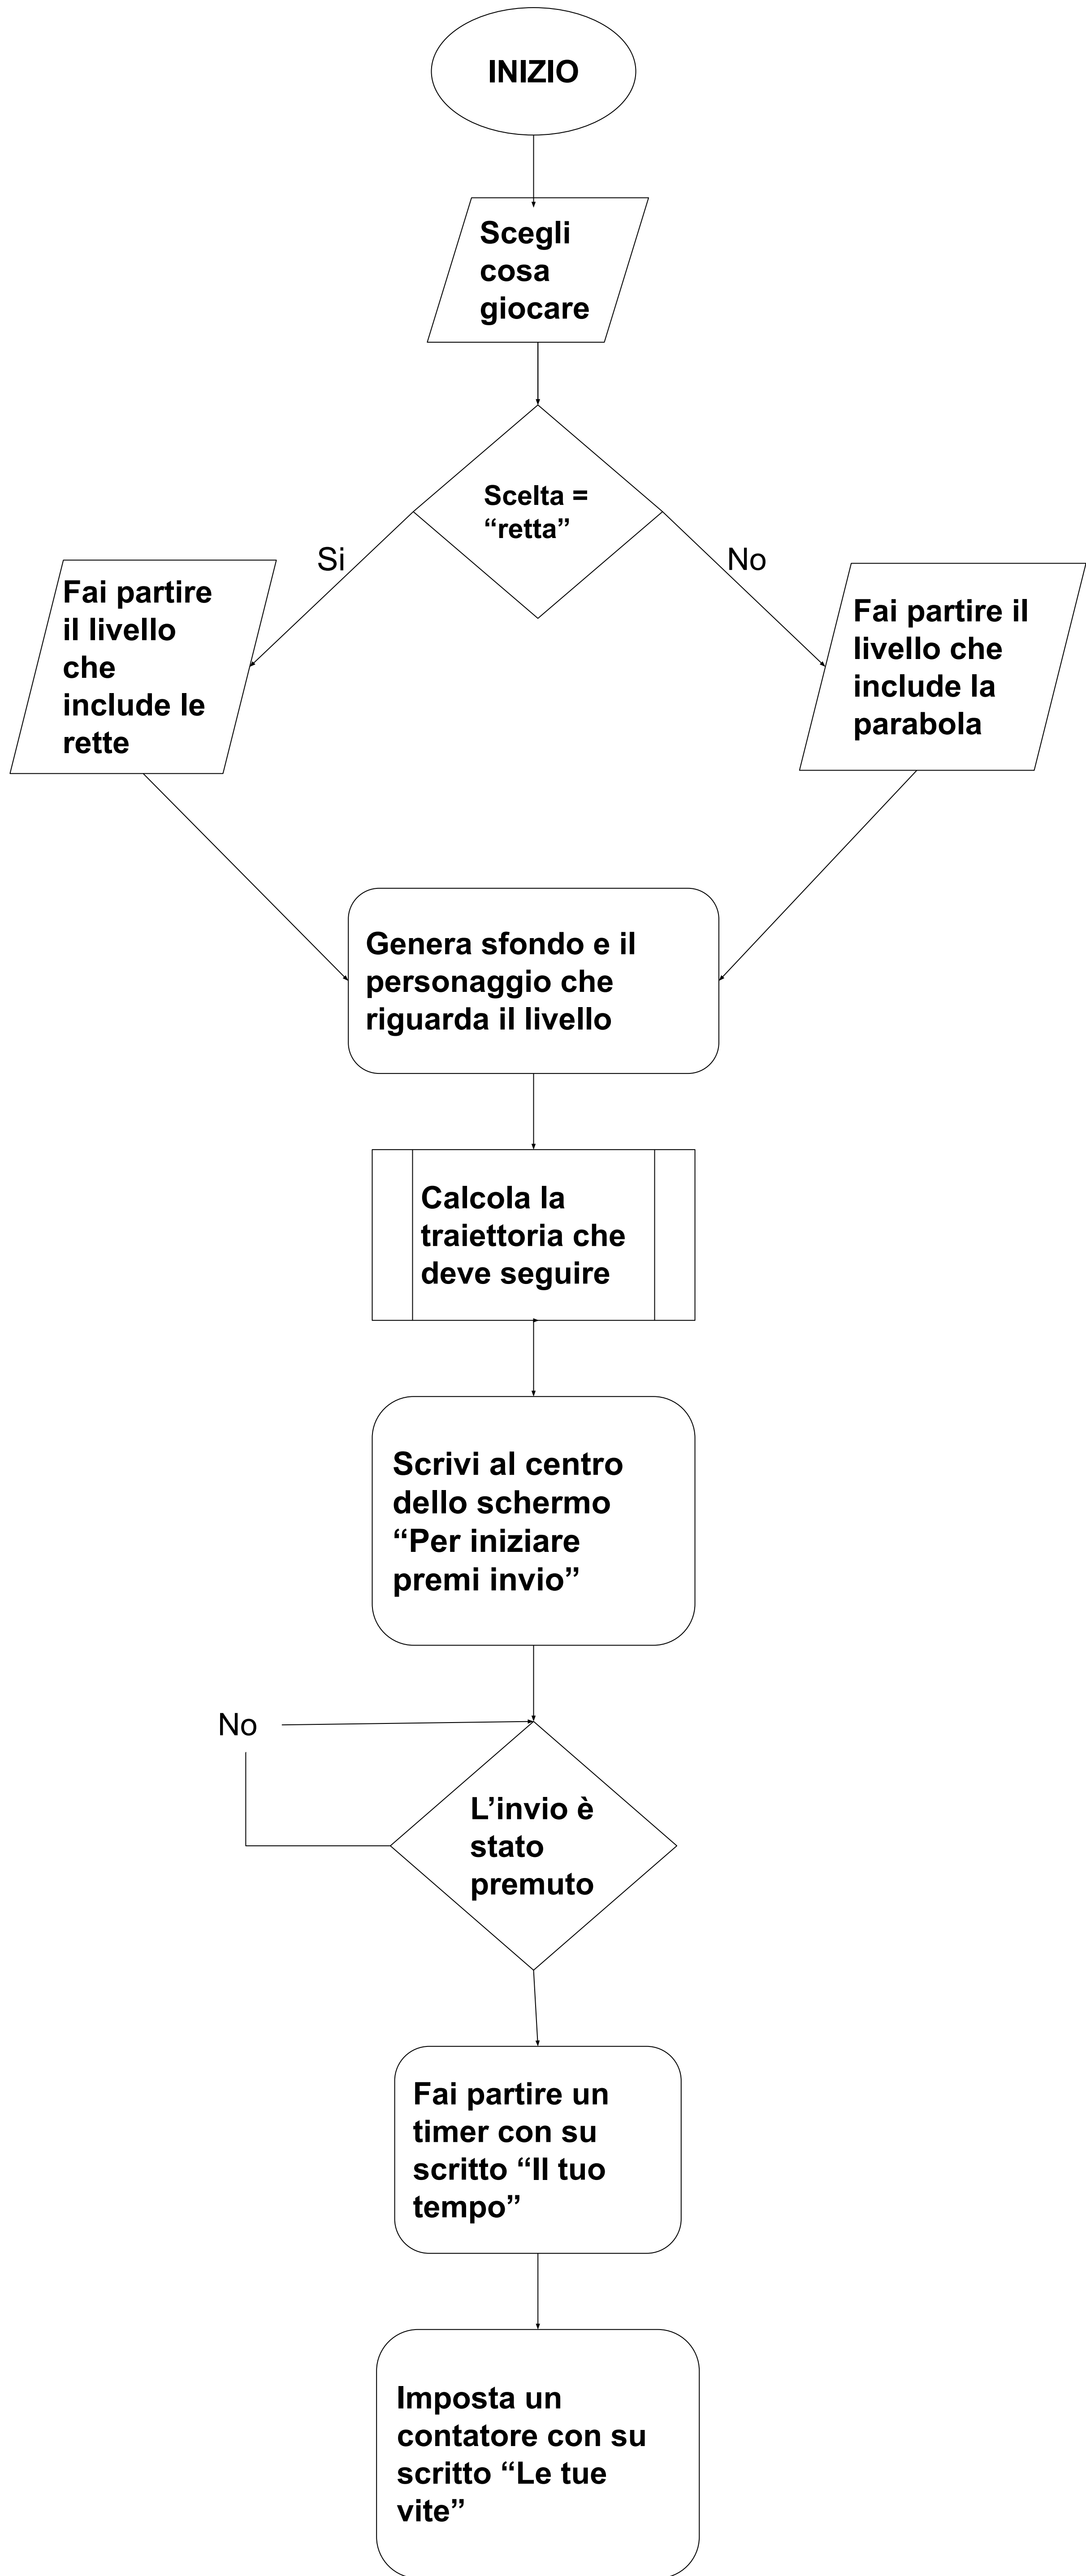 INIZIO
Scegli
cosa
giocare
Scelta =
“retta”
Si
No
Fai partire
il livello
che
include le
rette
Fai partire il
livello che
include la
parabola
Genera sfondo e il
personaggio che
riguarda il livello
Calcola la
traiettoria che
deve seguire
Scrivi al centro
dello schermo
“Per iniziare
premi invio”
No
L’invio è
stato
premuto
Fai partire un
timer con su
scritto “Il tuo
tempo”
Imposta un
contatore con su
scritto “Le tue
vite”